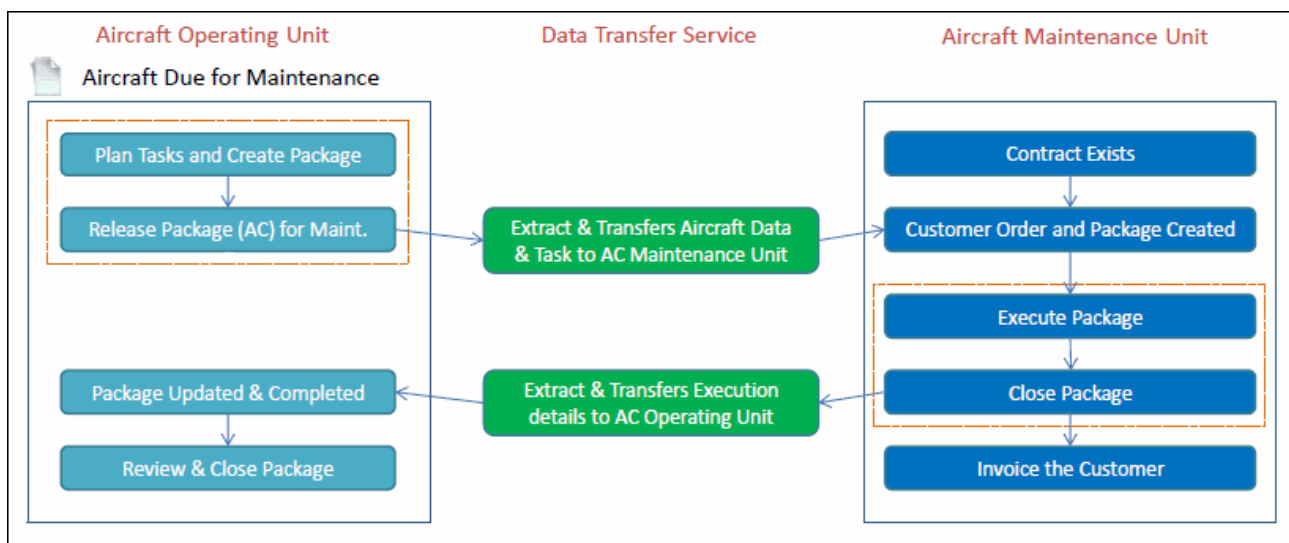 Aircraft Operating Unit
Data Transfer Service
Aircraft Maintenance Unit
Aircraft Due for Maintenance
Plan Tasks and Create Package
Contract Exists
Release Package (AC) for Maint.
Extract & Transfers Aircraft Data
& Task to AC Maintenance Unit
Customer Order and Package Created
Execute Package
Package Updated & Completed
Extract & Transfers Execution
details to AC Operating Unit
Close Package
Review & Close Package
Invoice the Customer